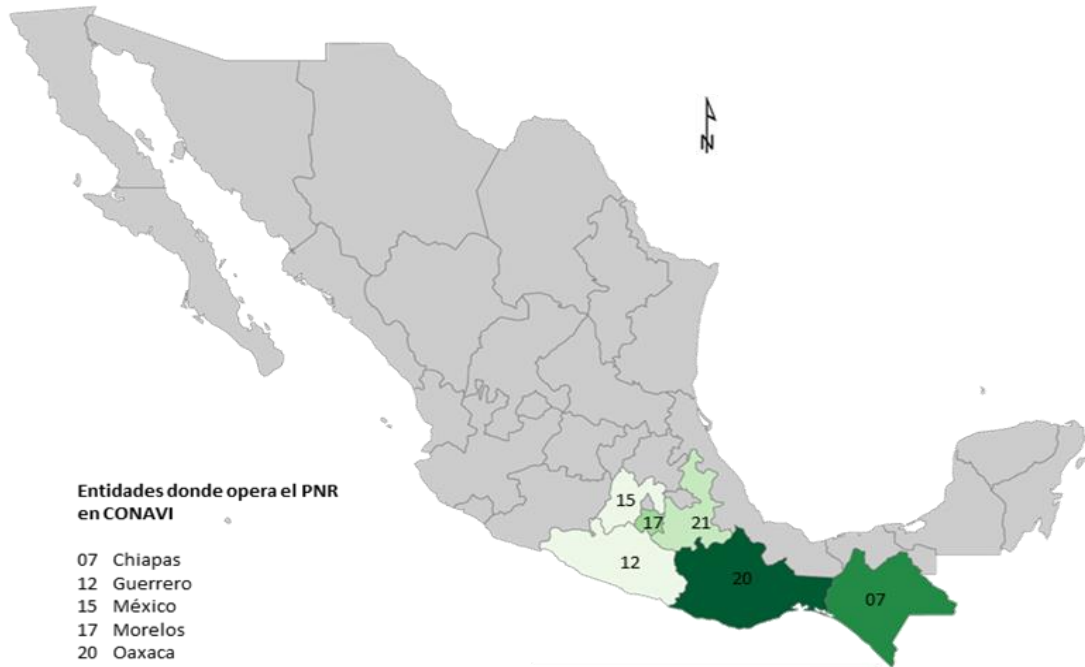 N
15
17
21
12
20
07
Entidades donde opera el PNR
en CONAVI
07 Chiapas
12 Guerrero
15 México
17 Morelos
20 Oaxaca